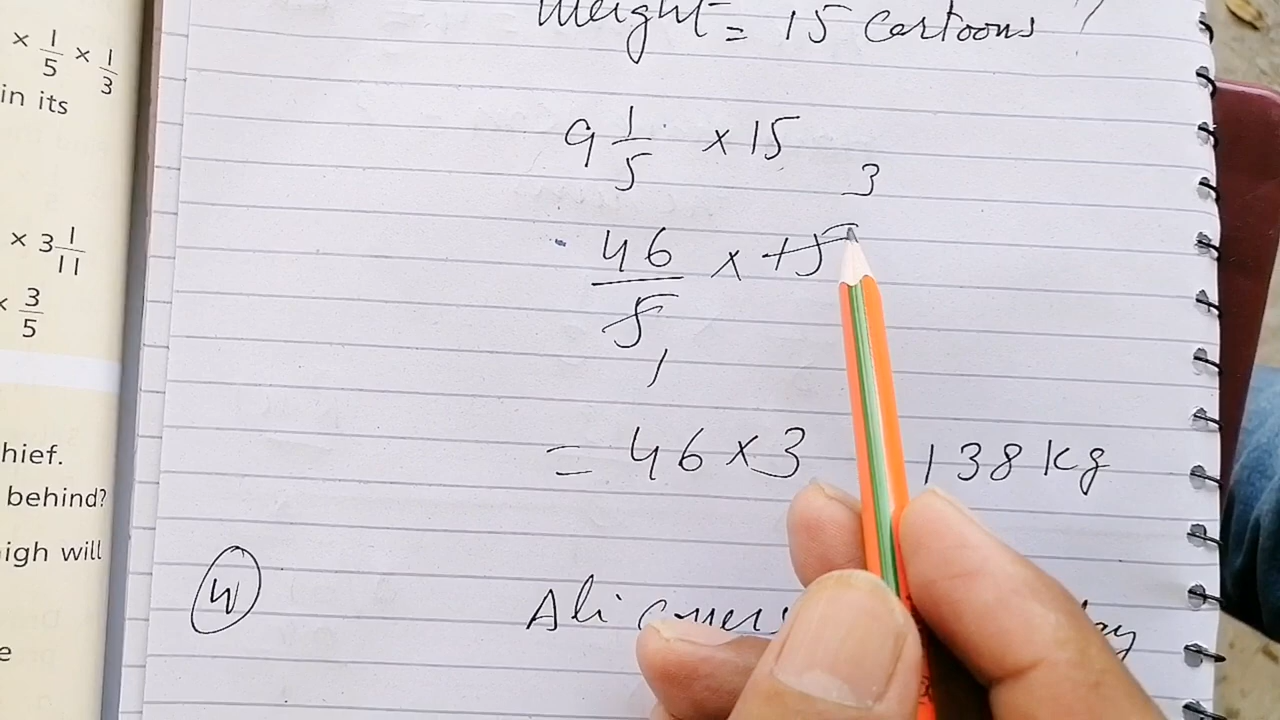 × 1/5 × 1/3
in its
× 3 1/11
× 3/5
hief.
behind?
igh will
e
Weight = 15 cartoons ?
9 1/5 × 15
3
46/5 × 15
1
= 46 × 3 138 kg
4 Ali covers